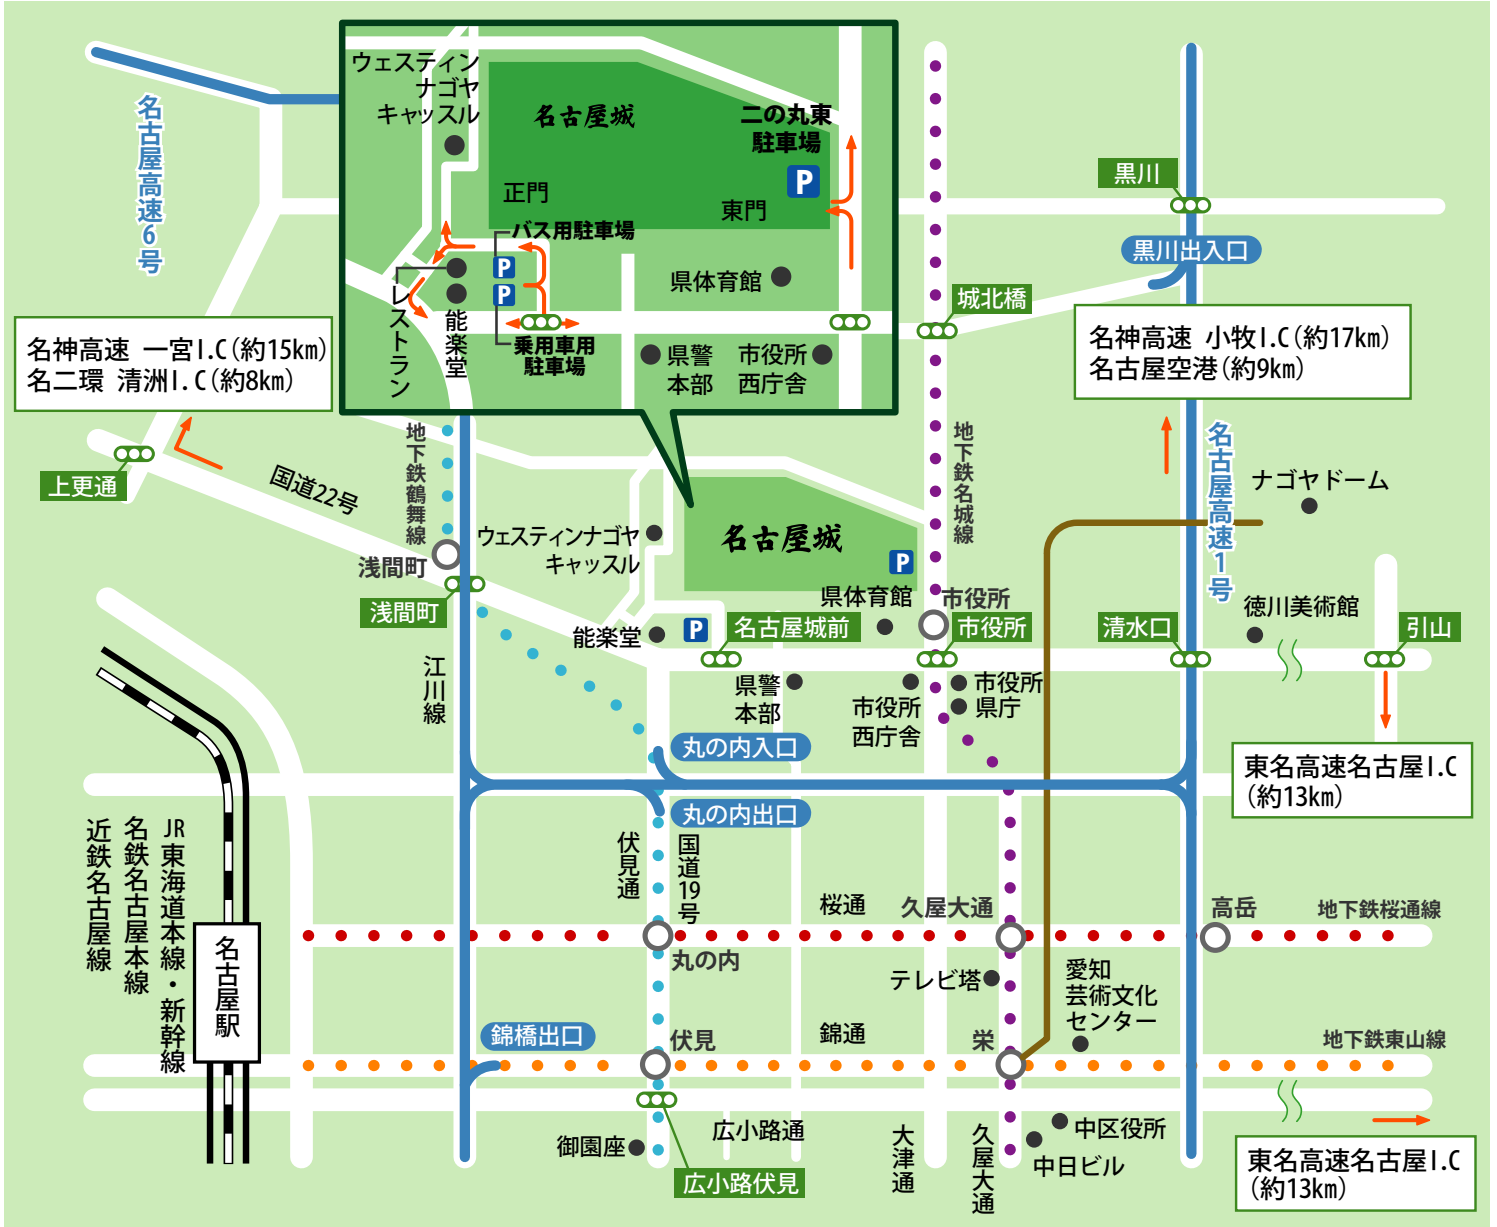 名古屋高速6号
ウェスティン
ナゴヤ
キャッスル
名古屋城
二の丸東
駐車場
P
正門
東門
バス用駐車場
P
P
レストラン
能楽堂
乗用車用
駐車場
県体育館
県警
本部
市役所
西庁舎
黒川
黒川出入口
城北橋
名神高速 一宮I.C(約15km)
名二環 清洲I.C(約8km)
名神高速 小牧I.C(約17km)
名古屋空港(約9km)
上更通
国道22号
地下鉄鶴舞線
地下鉄名城線
名古屋高速1号
ナゴヤドーム
ウェスティンナゴヤ
キャッスル
名古屋城
P
浅間町
浅間町
県体育館
市役所
徳川美術館
能楽堂
P
名古屋城前
市役所
清水口
引山
江川線
県警
本部
市役所
西庁舎
市役所
県庁
丸の内入口
丸の内出口
東名高速名古屋I.C
(約13km)
近鉄名古屋線
名鉄名古屋本線
JR東海道本線・新幹線
名古屋駅
伏見通
国道19号
桜通
久屋大通
高岳
地下鉄桜通線
丸の内
テレビ塔
愛知
芸術文化
センター
錦橋出口
伏見
錦通
栄
地下鉄東山線
御園座
広小路通
広小路伏見
大津通
久屋大通
中区役所
中日ビル
東名高速名古屋I.C
(約13km)